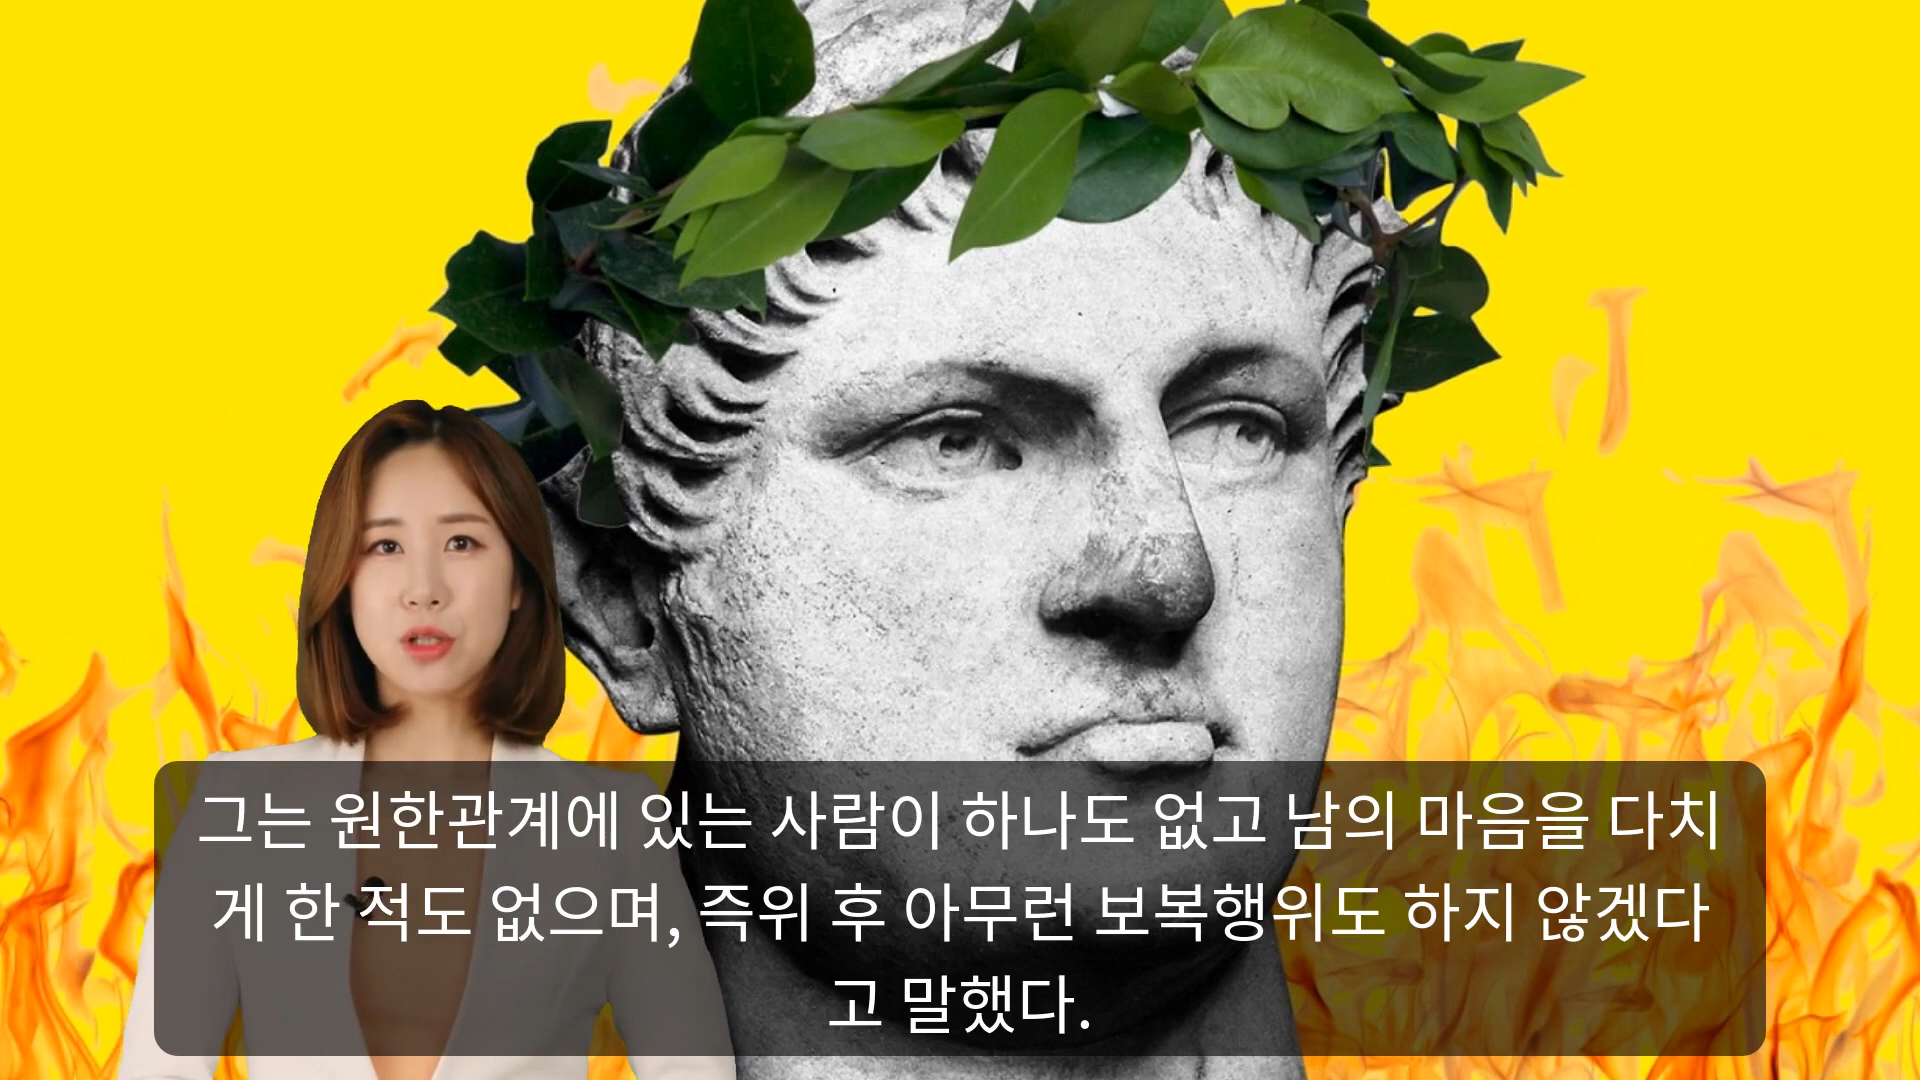 그는 원한관계에 있는 사람이 하나도 없고 남의 마음을 다치
게 한 적도 없으며, 즉위 후 아무런 보복행위도 하지 않겠다
고 말했다.